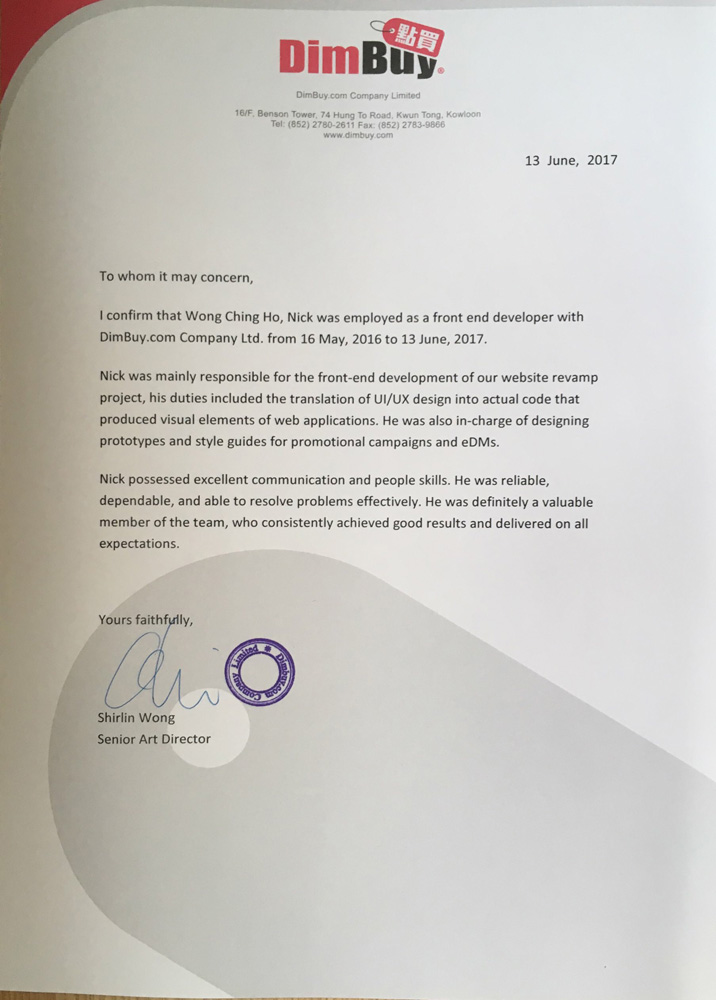 點買
DimBuy®
DimBuy.com Company Limited
16/F, Benson Tower, 74 Hung To Road, Kwun Tong, Kowloon
Tel: (852) 2780-2611 Fax: (852) 2783-9866
www.dimbuy.com
13 June, 2017
To whom it may concern,
I confirm that Wong Ching Ho, Nick was employed as a front end developer with
DimBuy.com Company Ltd. from 16 May, 2016 to 13 June, 2017.
Nick was mainly responsible for the front-end development of our website revamp
project, his duties included the translation of UI/UX design into actual code that
produced visual elements of web applications. He was also in-charge of designing
prototypes and style guides for promotional campaigns and eDMs.
Nick possessed excellent communication and people skills. He was reliable,
dependable, and able to resolve problems effectively. He was definitely a valuable
member of the team, who consistently achieved good results and delivered on all
expectations.
Yours faithfully,
Dimbuy.com Company Limited
Shirlin Wong
Senior Art Director